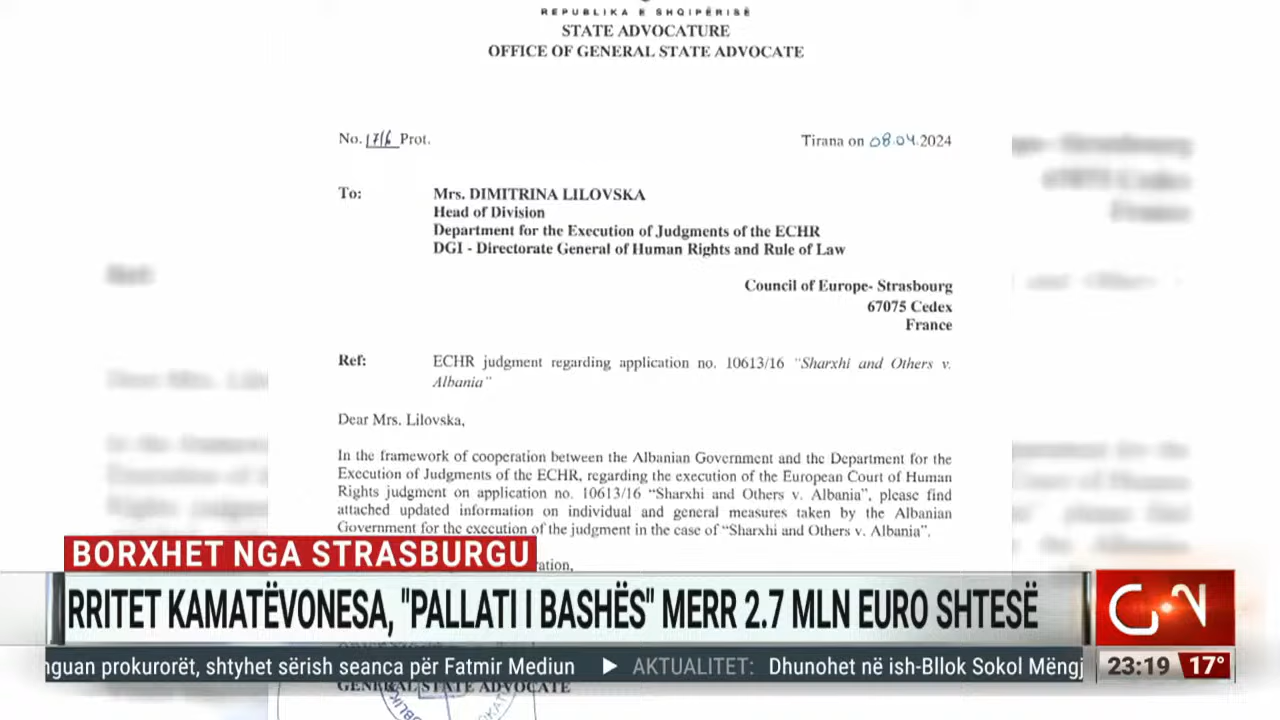 REPUBLIKA E SHQIPËRISË
STATE ADVOCATURE
OFFICE OF GENERAL STATE ADVOCATE
No. 1716 Prot.
Tirana on 08.04.2024
To:
Mrs. DIMITRINA LILOVSKA
Head of Division
Department for the Execution of Judgments of the ECHR
DGI - Directorate General of Human Rights and Rule of Law
Council of Europe- Strasbourg
67075 Cedex
France
Ref:
ECHR judgment regarding application no. 10613/16 "Sharxhi and Others v.
Albania"
Dear Mrs. Lilovska,
In the framework of cooperation between the Albanian Government and the Department for the
Execution of Judgments of the ECHR, regarding the execution of the European Court of Human
Rights judgment on application no. 10613/16 "Sharxhi and Others v. Albania", please find
attached updated information on individual and general measures taken by the Albanian
Government for the execution of the judgment in the case of "Sharxhi and Others v. Albania".
BORXHET NGA STRASBURGU
RRITET KAMATËVONESA, "PALLATI I BASHËS" MERR 2.7 MLN EURO SHTESË
prokurorët, shtyhet sërish seanca për Fatmir Mediun
AKTUALITET: Dhunohet në ish-Bllok Sokol
GN
23:19 17°
GENERAL STATE ADVOCATE